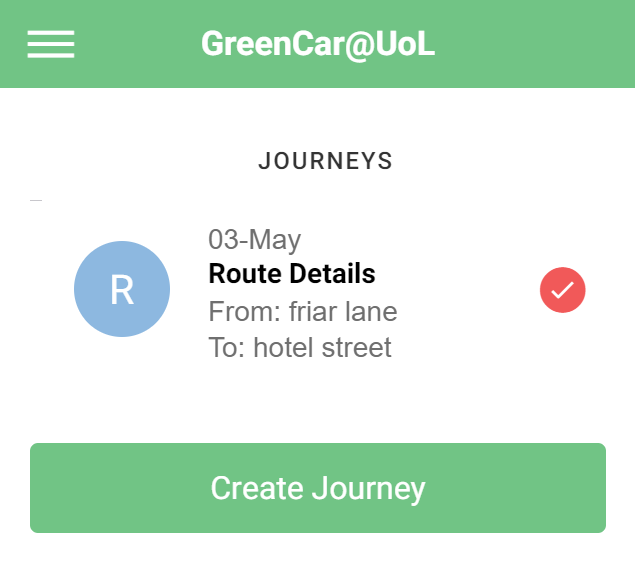 GreenCar@UoL
JOURNEYS
03-May
R
Route Details
From: friar lane
To: hotel street
Create Journey